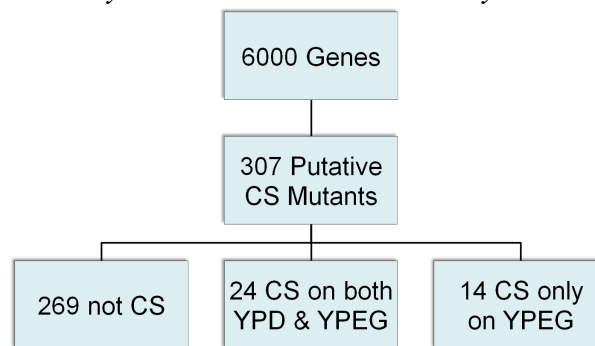 6000 Genes
307 Putative
CS Mutants
269 not CS
24 CS on both
YPD & YPEG
14 CS only
on YPEG